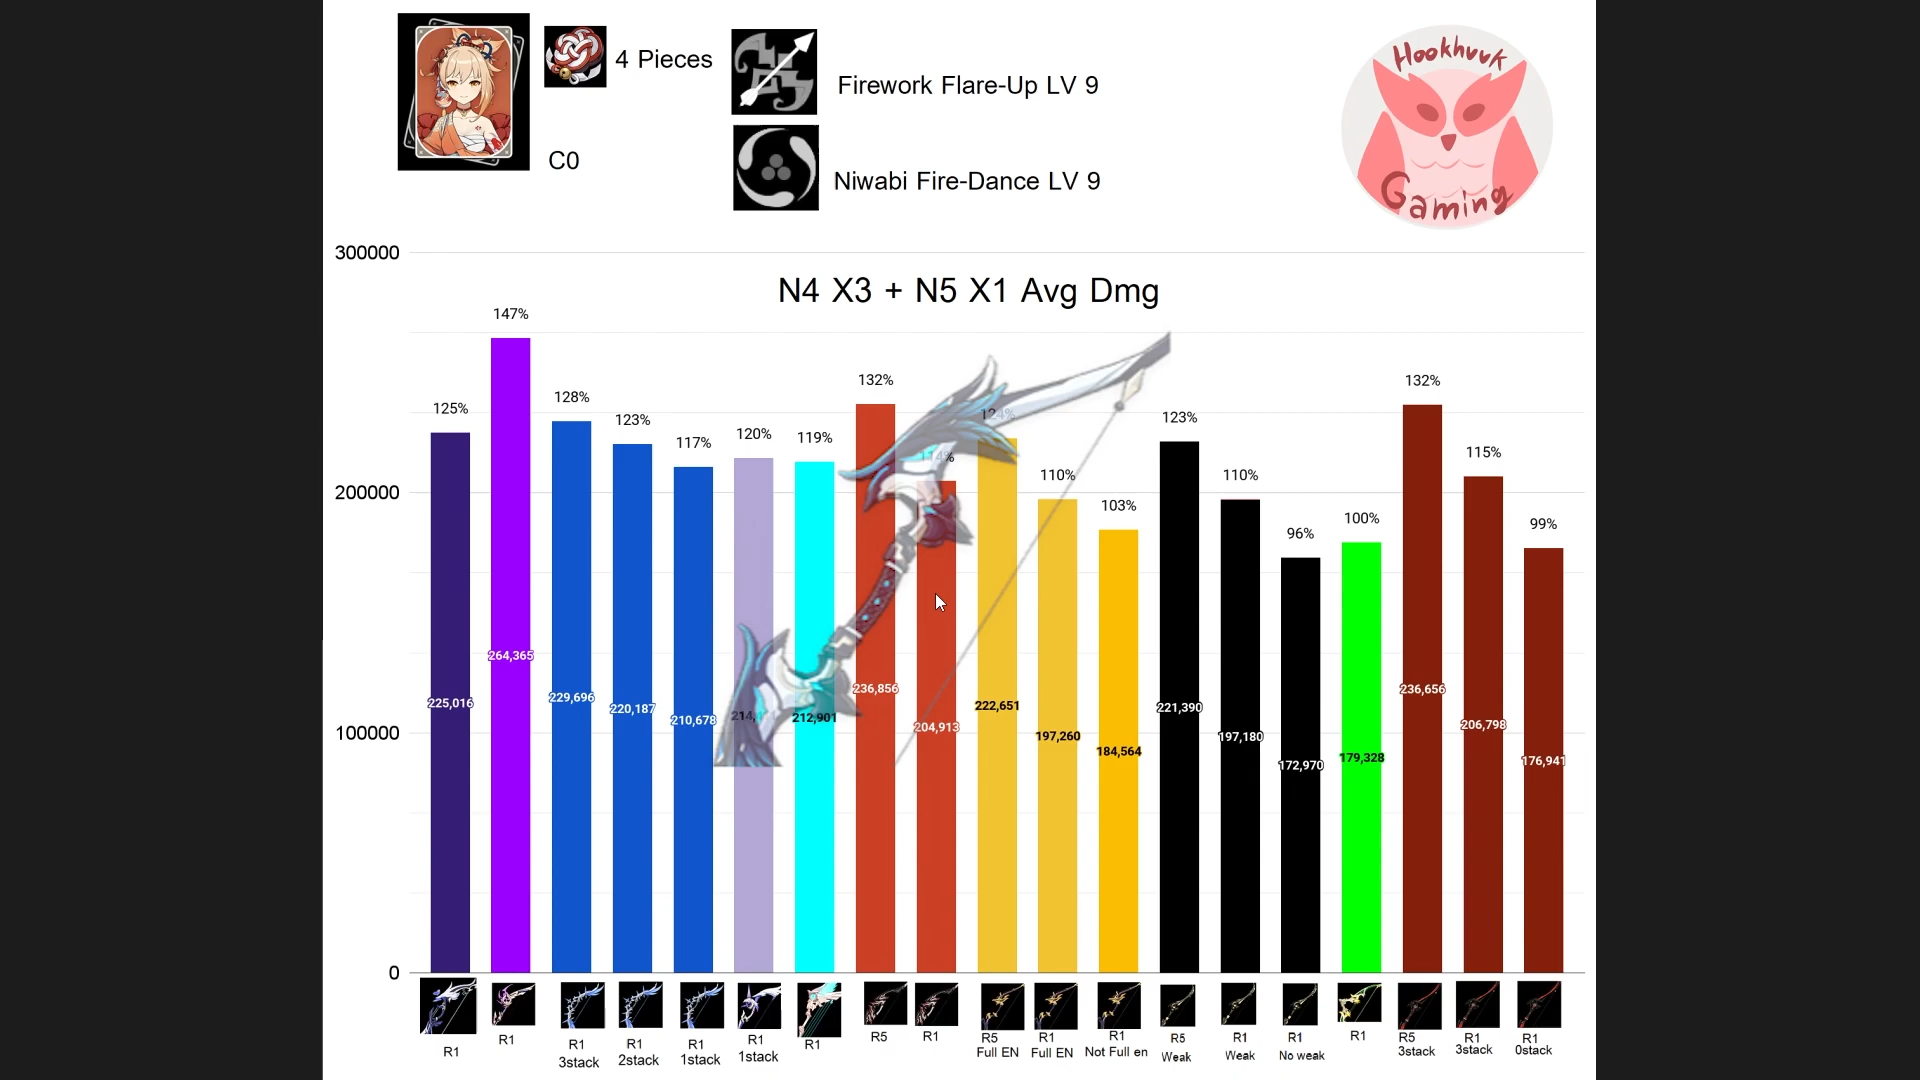 4 Pieces
C0
Firework Flare-Up LV 9
Niwabi Fire-Dance LV 9
Hookhuuk
Gaming
N4 X3 + N5 X1 Avg Dmg
300000
200000
100000
0
125%
147%
128%
123%
117%
120%
119%
132%
124%
114%
110%
103%
123%
110%
96%
100%
132%
115%
99%
225,016
264,365
229,696
220,187
210,678
212,901
236,856
204,913
222,651
197,260
184,564
221,390
197,180
172,970
179,328
236,656
206,798
176,941
R1
R1
R1
3stack
R1
2stack
R1
1stack
R1
1stack
R1
R5
R1
R5
Full EN
R1
Full EN
R1
Not Full en
R5
Weak
R1
Weak
R1
No weak
R1
R5
3stack
R1
3stack
R1
0stack